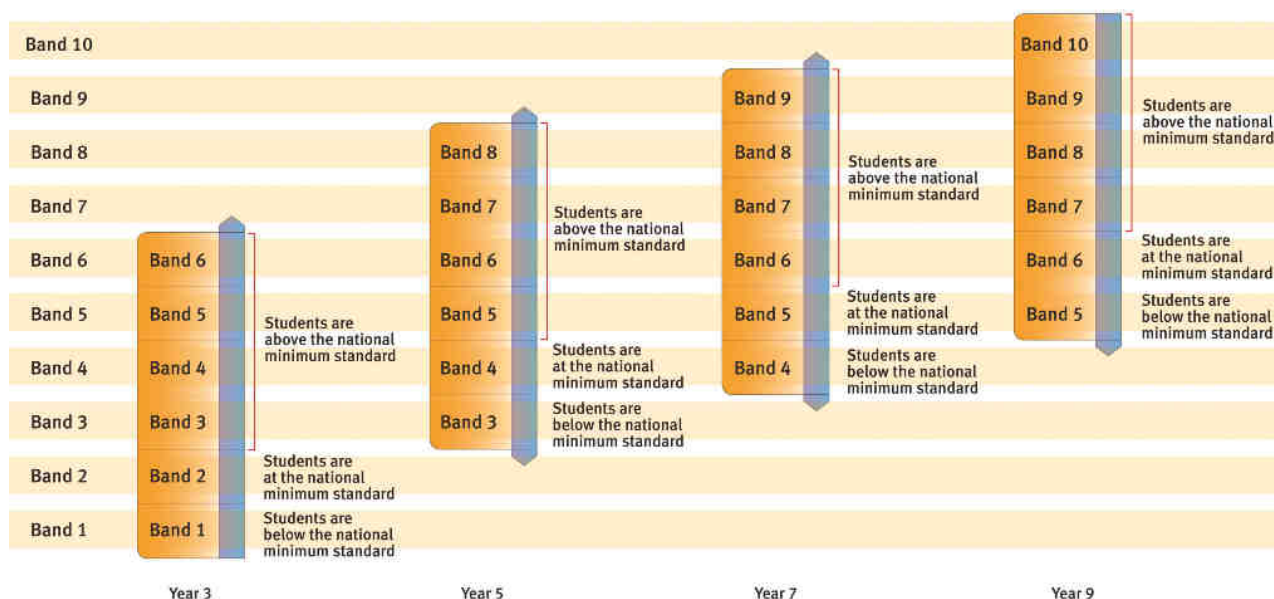 Band 10
Band 9
Band 8
Band 7
Band 6
Band 5
Band 4
Band 3
Band 2
Band 1
Band 6
Band 5
Band 4
Band 3
Band 2
Band 1
Students are
above the national
minimum standard
Students are
at the national
minimum standard
Students are
below the national
minimum standard
Year 3
Band 8
Band 7
Band 6
Band 5
Band 4
Band 3
Students are
above the national
minimum standard
Students are
at the national
minimum standard
Students are
below the national
minimum standard
Year 5
Band 9
Band 8
Band 7
Band 6
Band 5
Band 4
Students are
above the national
minimum standard
Students are
at the national
minimum standard
Students are
below the national
minimum standard
Year 7
Band 10
Band 9
Band 8
Band 7
Band 6
Band 5
Students are
above the national
minimum standard
Students are
at the national
minimum standard
Students are
below the national
minimum standard
Year 9